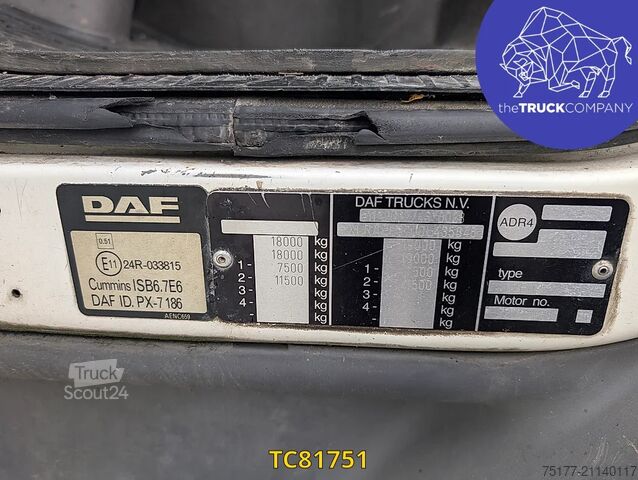 theTRUCKCOMPANY
DAF
0.51
E11 24R-033815
Cummins ISB6.7E6
DAF ID. PX-7 186
AENC659
18000 kg
18000 kg
1- 7500 kg
2- 11500 kg
3- kg
4- kg
DAF TRUCKS N.V.
kg
kg
1- kg
2- kg
3- kg
4- kg
ADR4
type
Motor no.
Truck
Scout24
TC81751
75177-21140117